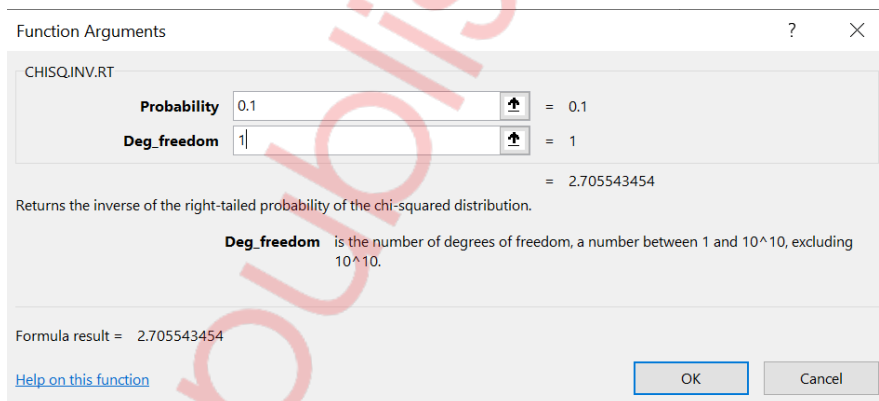 Function Arguments ? ×
CHISQ.INV.RT
Probability 0.1 = 0.1
Deg_freedom 1 = 1
= 2.705543454
Returns the inverse of the right-tailed probability of the chi-squared distribution.
Deg_freedom is the number of degrees of freedom, a number between 1 and 10^10, excluding
10^10.
Formula result = 2.705543454
Help on this function OK Cancel
publis